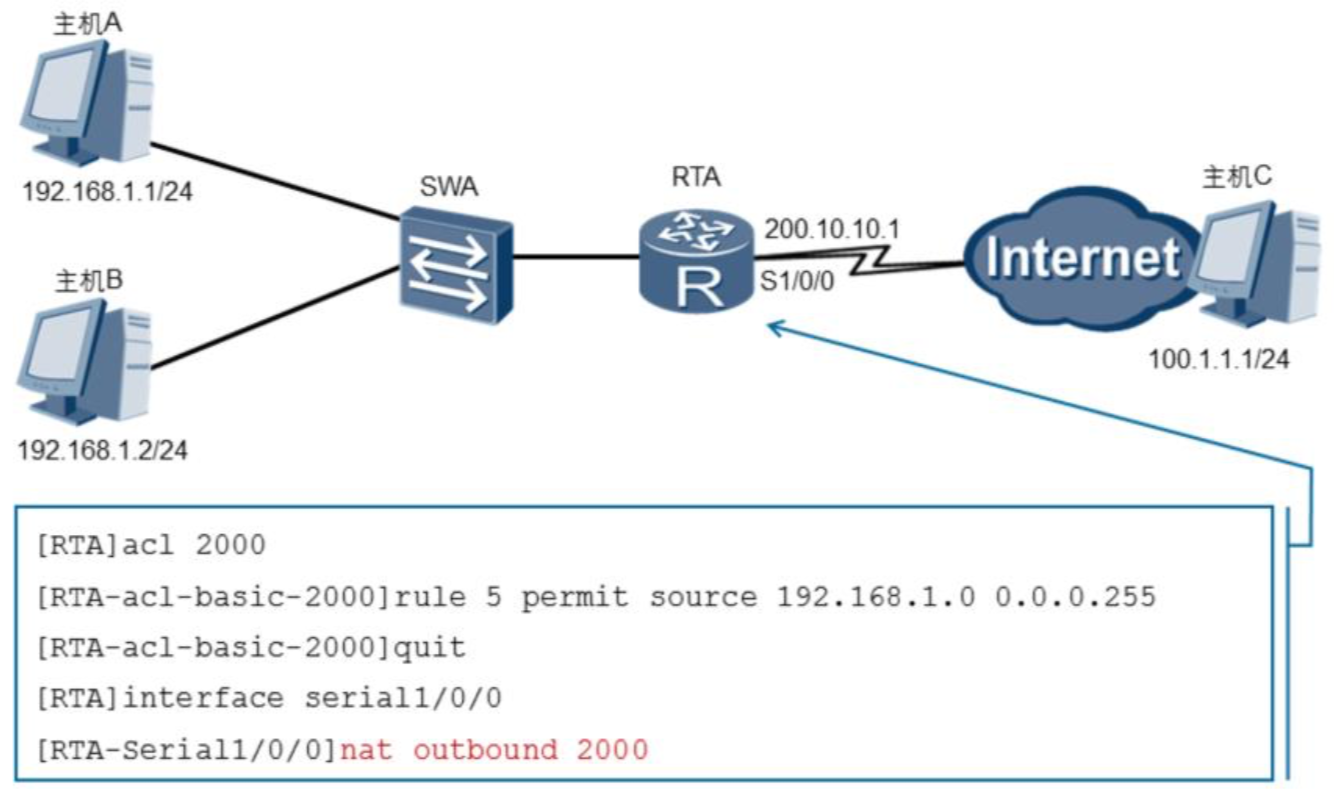 主机A
192.168.1.1/24
SWA
RTA
主机C
200.10.10.1
Internet
R
S1/0/0
主机B
100.1.1.1/24
192.168.1.2/24
[RTA]acl 2000
[RTA-acl-basic-2000]rule 5 permit source 192.168.1.0 0.0.0.255
[RTA-acl-basic-2000]quit
[RTA]interface serial1/0/0
[RTA-Serial1/0/0]nat outbound 2000